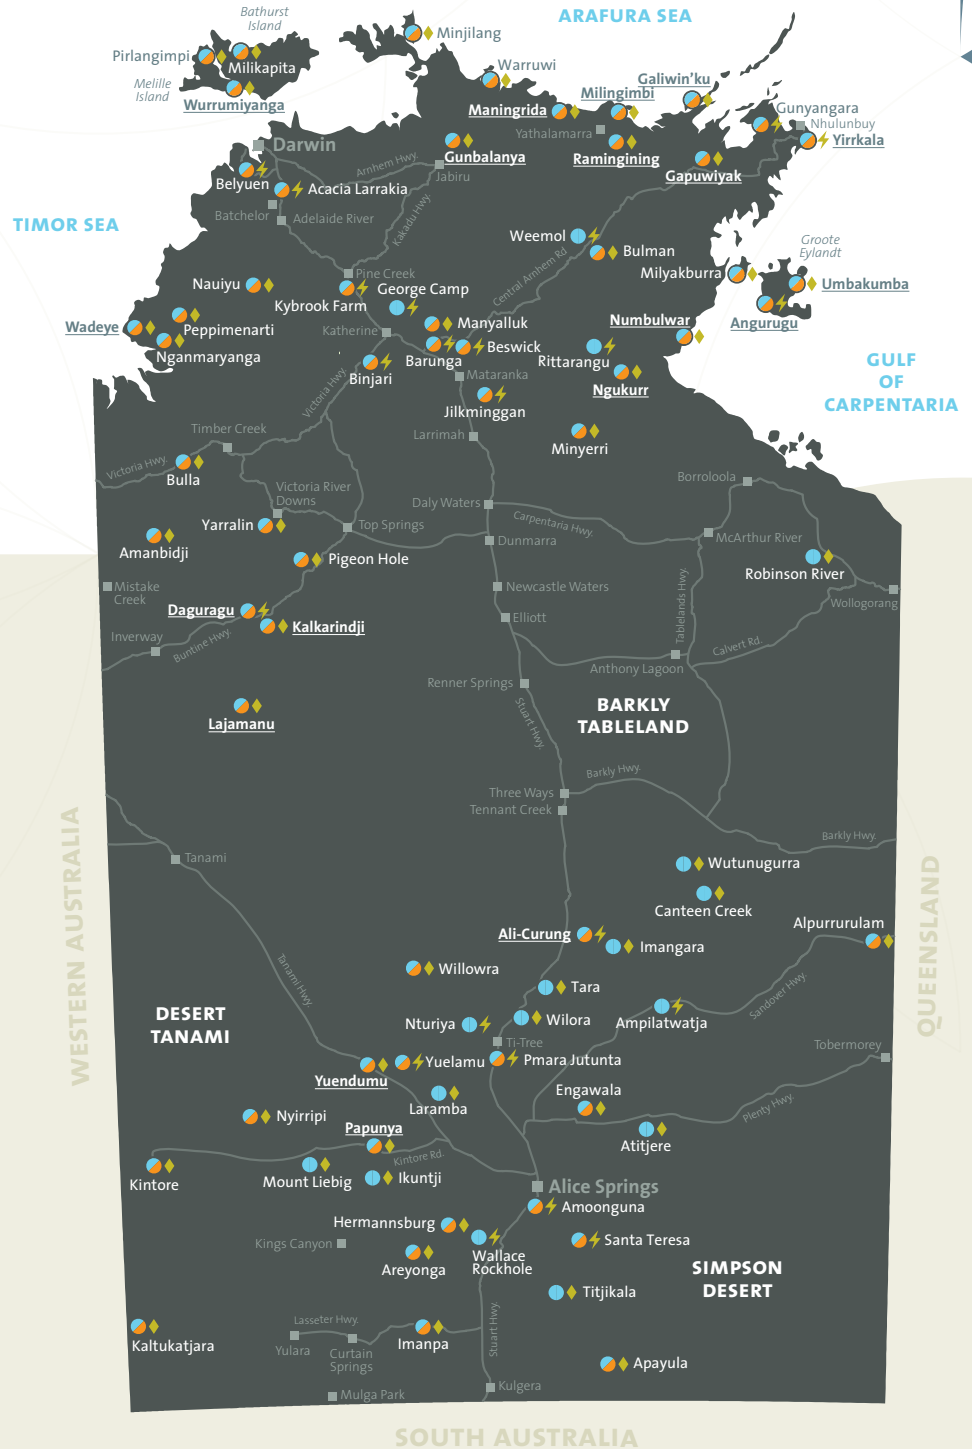 Bathurst
Island
ARAFURA SEA
Minjilang
Pirlangimpi
Milikapita
Warruwi
Melille
Island
Wurrumiyanga
Galiwin'ku
Milingimbi
Maningrida
Gunyangara
Nhulunbuy
Yathalamarra
Yirrkala
Darwin
Gunbalanya
Ramingining
Arnhem Hwy.
Jabiru
Gapuwiyak
Belyuen
Acacia Larrakia
Batchelor
Adelaide River
Kakadu Hwy.
TIMOR SEA
Weemol
Bulman
Groote
Eylandt
Central Arnhem Rd
Pine Creek
Milyakburra
Nauiyu
Kybrook Farm
George Camp
Umbakumba
Angurugu
Wadeye
Peppimenarti
Manyalluk
Numbulwar
Katherine
Nganmaryanga
Barunga
Beswick
Rittarangu
GULF
OF
CARPENTARIA
Binjari
Mataranka
Ngukurr
Victoria Hwy.
Jilkminggan
Timber Creek
Larrimah
Minyerri
Victoria Hwy.
Bulla
Borroloola
Victoria River
Downs
Daly Waters
Carpentaria Hwy.
Yarralin
Top Springs
Dunmarra
McArthur River
Amanbidji
Pigeon Hole
Robinson River
Mistake
Creek
Newcastle Waters
Wollogorang
Daguragu
Elliott
Tablelands Hwy.
Kalkarindji
Inverway
Buntine Hwy.
Calvert Rd.
Anthony Lagoon
Renner Springs
Lajamanu
Stuart Hwy.
BARKLY
TABLELAND
Barkly Hwy.
Three Ways
Tennant Creek
Barkly Hwy.
Tanami
Wutunugurra
WESTERN AUSTRALIA
QUEENSLAND
Canteen Creek
Alpurrurulam
Ali-Curung
Imangara
Willowra
Tanami Hwy.
Tara
Sandover Hwy.
DESERT
TANAMI
Nturiya
Wilora
Ampilatwatja
Ti-Tree
Tobermorey
Yuelamu
Pmara Jutunta
Yuendumu
Engawala
Laramba
Plenty Hwy.
Nyirripi
Papunya
Atitjere
Kintore Rd.
Kintore
Mount Liebig
Ikuntji
Alice Springs
Amoonguna
Hermannsburg
Kings Canyon
Santa Teresa
Areyonga
Wallace
Rockhole
SIMPSON
DESERT
Titjikala
Kaltukatjara
Lasseter Hwy.
Imanpa
Stuart Hwy.
Yulara
Curtain
Springs
Apayula
Mulga Park
Kulgera
SOUTH AUSTRALIA